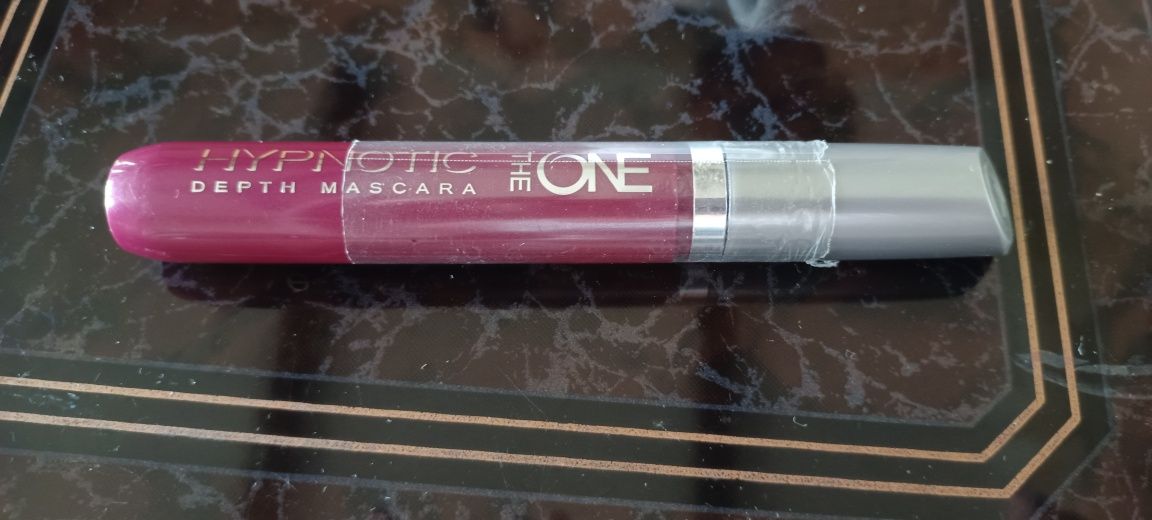 HYPNOTIC
DEPTH MASCARA
THE ONE